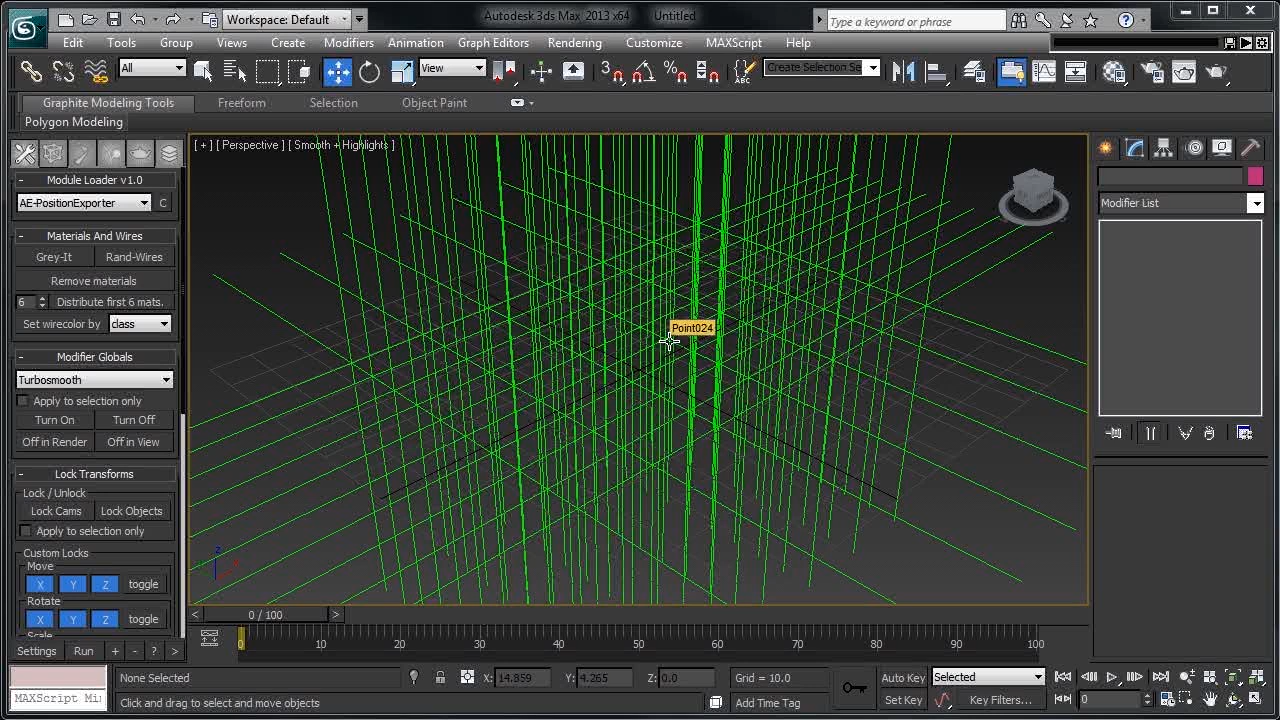 Workspace: Default
Autodesk 3ds Max 2013 x64 Untitled
Type a keyword or phrase
Edit Tools Group Views Create Modifiers Animation Graph Editors Rendering Customize MAXScript Help
All
View
Create Selection Se
Graphite Modeling Tools Freeform Selection Object Paint
Polygon Modeling
[ + ] [ Perspective ] [ Smooth + Highlights ]
- Module Loader v1.0
AE-PositionExporter C
- Materials And Wires
Grey-It Rand-Wires
Remove materials
6 Distribute first 6 mats.
Set wirecolor by class
- Modifier Globals
Turbosmooth
Apply to selection only
Turn On Turn Off
Off in Render Off in View
- Lock Transforms
Lock / Unlock
Lock Cams Lock Objects
Apply to selection only
Custom Locks
Move
X Y Z toggle
Rotate
X Y Z toggle
Scale
Settings Run + - ? >
Point024
z
Modifier List
< 0 / 100 >
0 10 20 30 40 50 60 70 80 90 100
None Selected
X: 14.859 Y: 4.265 Z: 0.0
Grid = 10.0
Auto Key Selected
MAXScript Mi
Click and drag to select and move objects
Add Time Tag
Set Key Key Filters... 0